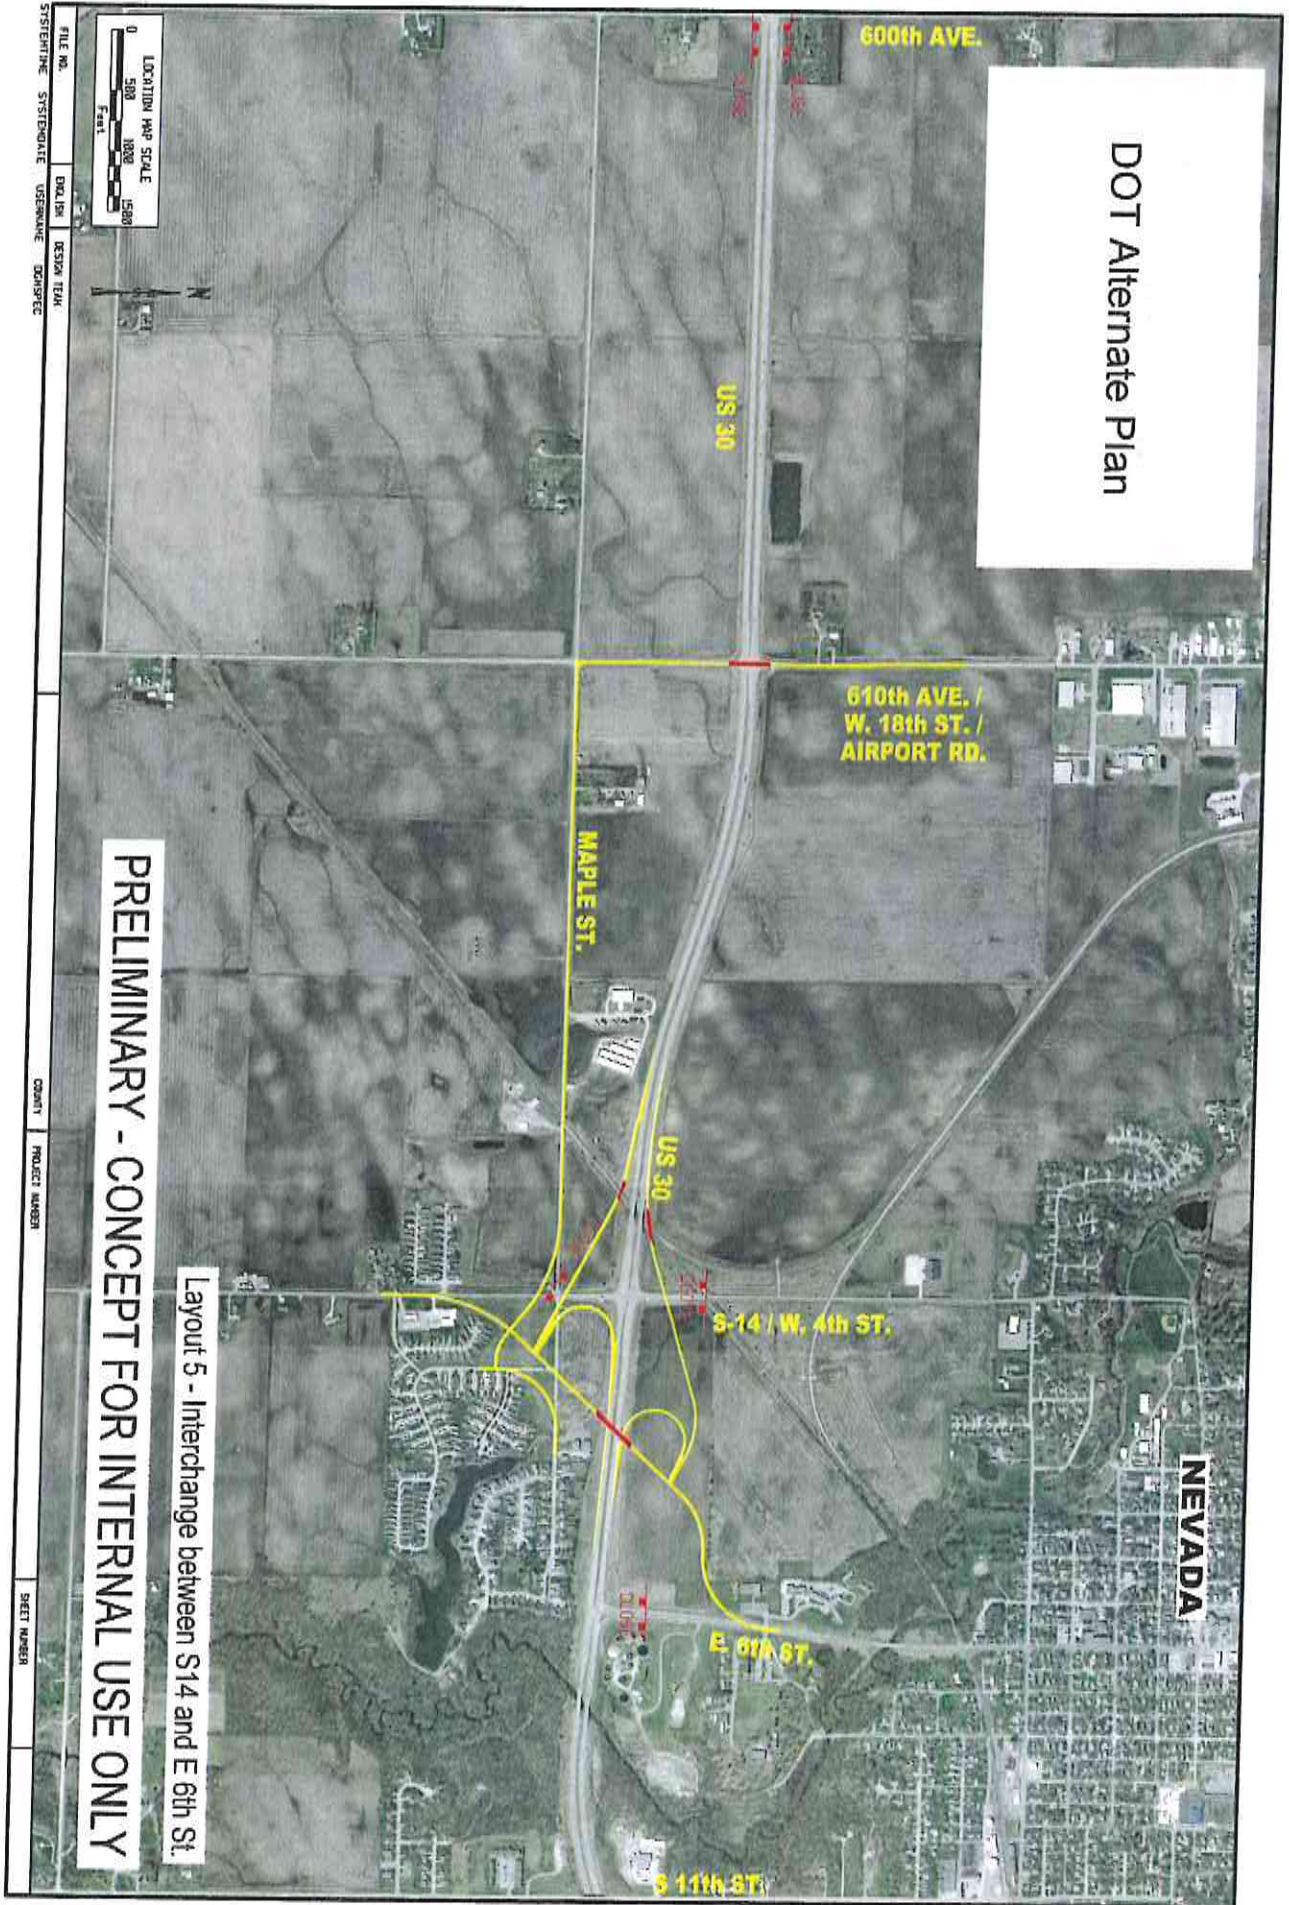 DOT Alternate Plan
600th AVE.
CLOSE
CLOSE
US 30
610th AVE. /
W. 18th ST. /
AIRPORT RD.
MAPLE ST.
US 30
S-14 / W. 4th ST.
NEVADA
E. 6th ST.
CLOSE
S 11th ST.
LOCATION MAP SCALE
0 500 1000 1500
Feet
N
Layout 5 - Interchange between S14 and E 6th St.
PRELIMINARY - CONCEPT FOR INTERNAL USE ONLY
FILE NO.
ENGLISH
DESIGN TEAM
COUNTY
PROJECT NUMBER
SHEET NUMBER
SYSTEMTIME SYSTEMDATE USERNAME DGNSPEC